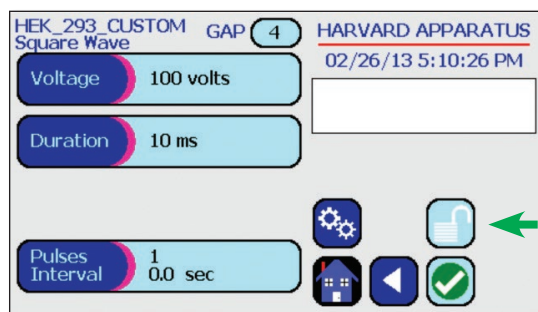 HEK_293_CUSTOM
Square Wave
GAP 4
HARVARD APPARATUS
02/26/13 5:10:26 PM
Voltage 100 volts
Duration 10 ms
Pulses 1
Interval 0.0 sec